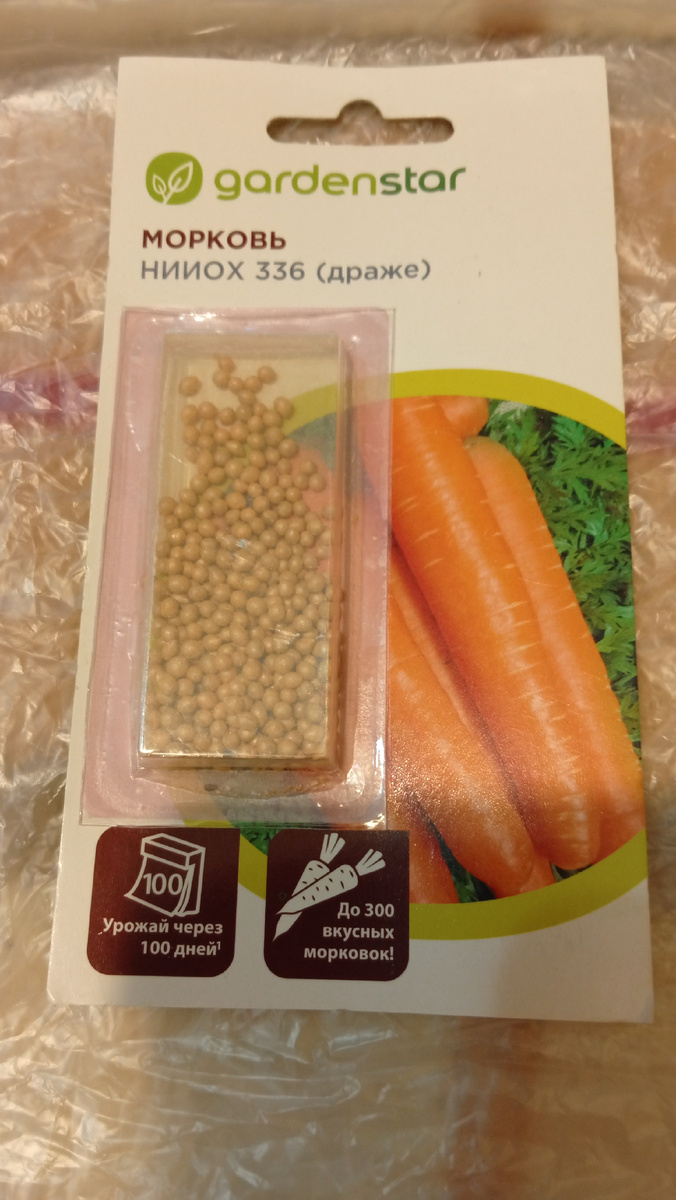 gardenstar
МОРКОВЬ
НИИОХ 336 (драже)
100
Урожай через
100 дней¹
До 300
вкусных
морковок!